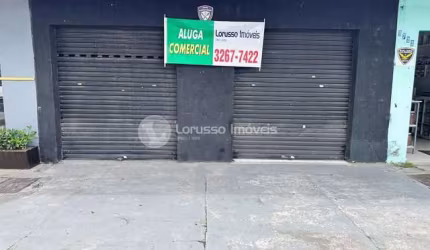 ALUGA
COMERCIAL
Lorusso Imóveis
3267-7422
Lorusso Imóveis